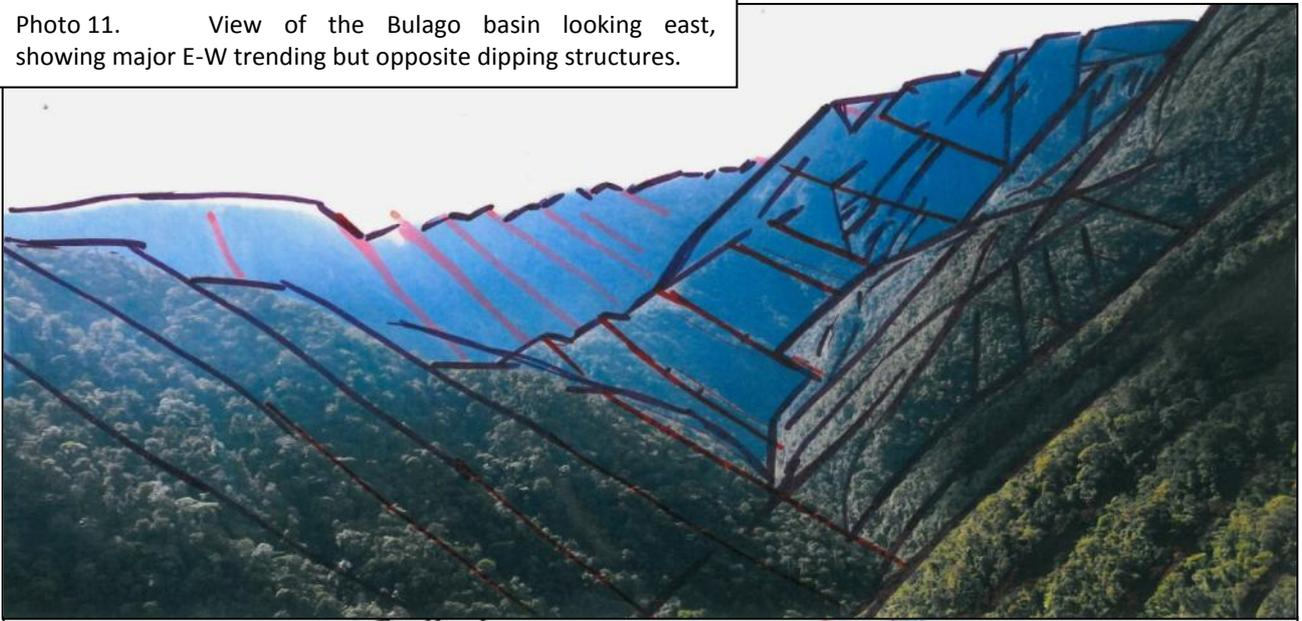 Photo 11. View of the Bulago basin looking east,
showing major E-W trending but opposite dipping structures.